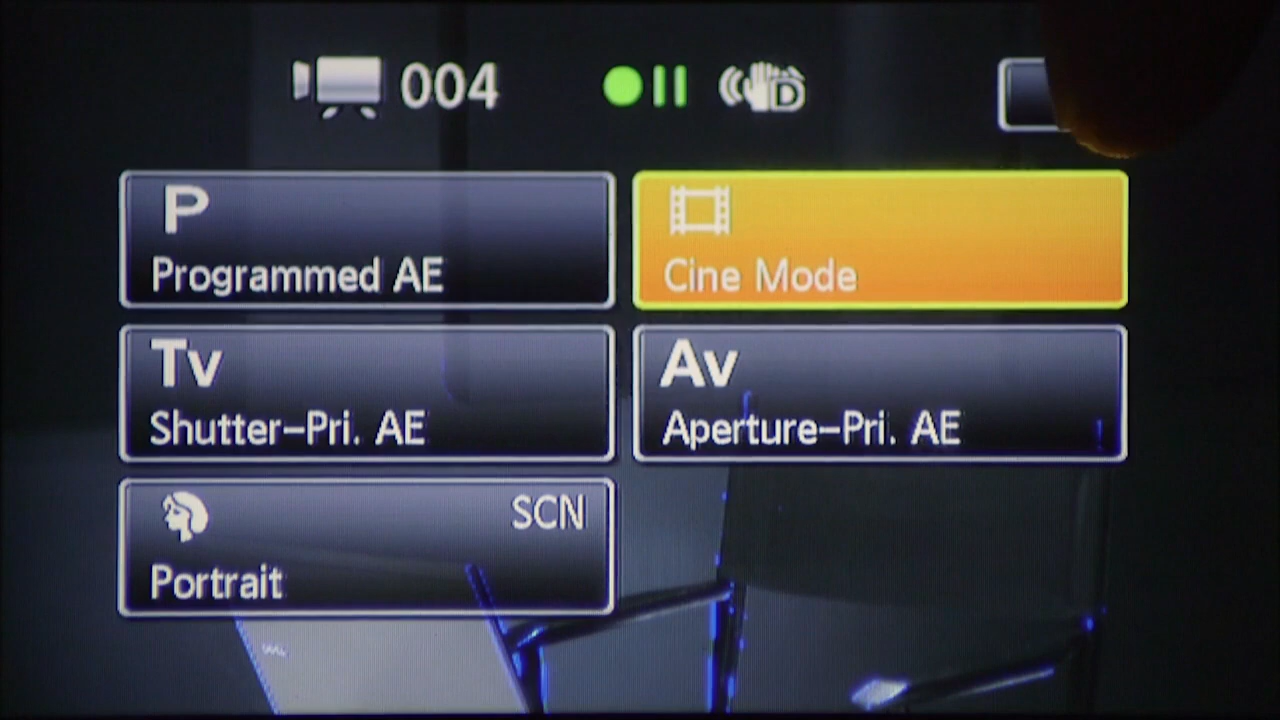 004
D
P
Programmed AE
Cine Mode
Tv
Shutter-Pri. AE
Av
Aperture-Pri. AE
SCN
Portrait